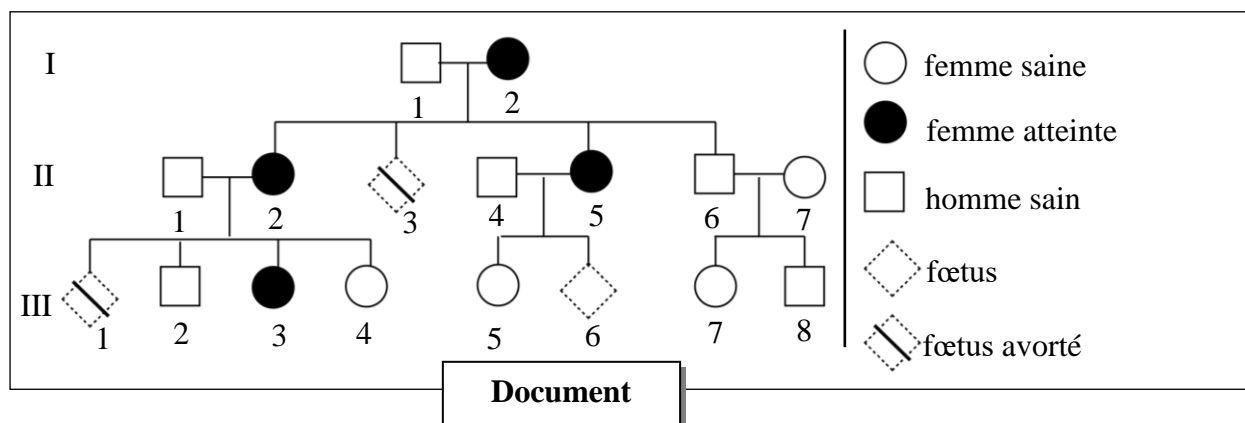 I
1 2
femme saine
femme atteinte
II
1 2 3 4 5 6 7
homme sain
fœtus
III
1 2 3 4 5 6 7 8
fœtus avorté
Document